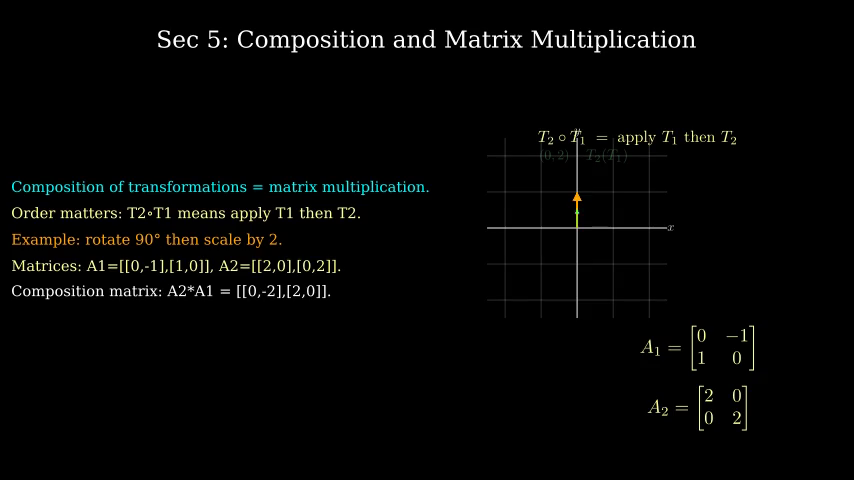 Sec 5: Composition and Matrix Multiplication
Composition of transformations = matrix multiplication.
Order matters: T2∘T1 means apply T1 then T2.
Example: rotate 90° then scale by 2.
Matrices: A1=[[0,-1],[1,0]], A2=[[2,0],[0,2]].
Composition matrix: A2*A1 = [[0,-2],[2,0]].
T₂ ∘ T₁ = apply T₁ then T₂
(0, 2) T₂(T₁)
x
A₁ = [0 −1
1 0]
A₂ = [2 0
0 2]